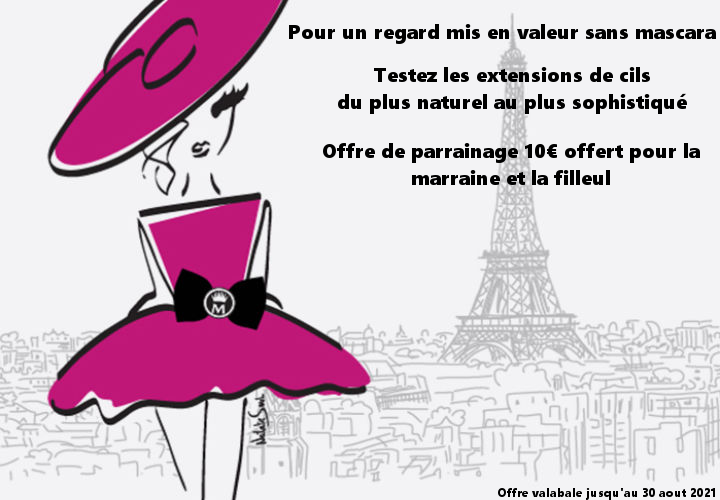 Pour un regard mis en valeur sans mascara
Testez les extensions de cils
du plus naturel au plus sophistiqué
Offre de parrainage 10€ offert pour la
marraine et la filleul
M
Offre valabale jusqu'au 30 aout 2021